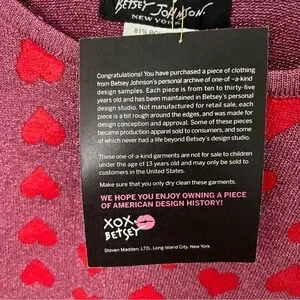 BETSEY JOHNSON
NEW YORK
81%
Congratulations! You have purchased a piece of clothing
from Betsey Johnson's personal archive of one-of -a-kind
design samples. Each piece is from ten to thirty-five
years old and has been maintained in Betsey's personal
design studio. Not manufactured for retail sale, each
piece is a bit rough around the edges, and was made for
design conception and approval. Some of these pieces
became production apparel sold to consumers, and some
of which never had a life beyond Betsey's design studio.
These one-of-a-kind garments are not for sale to children
under the age of 13 years old and may only be sold to
customers in the United States.
Make sure that you only dry clean these garments.
WE HOPE YOU ENJOY OWNING A PIECE
OF AMERICAN DESIGN HISTORY!
XOX,
BETSEY
Steven Madden. LTD., Long Island City, New York